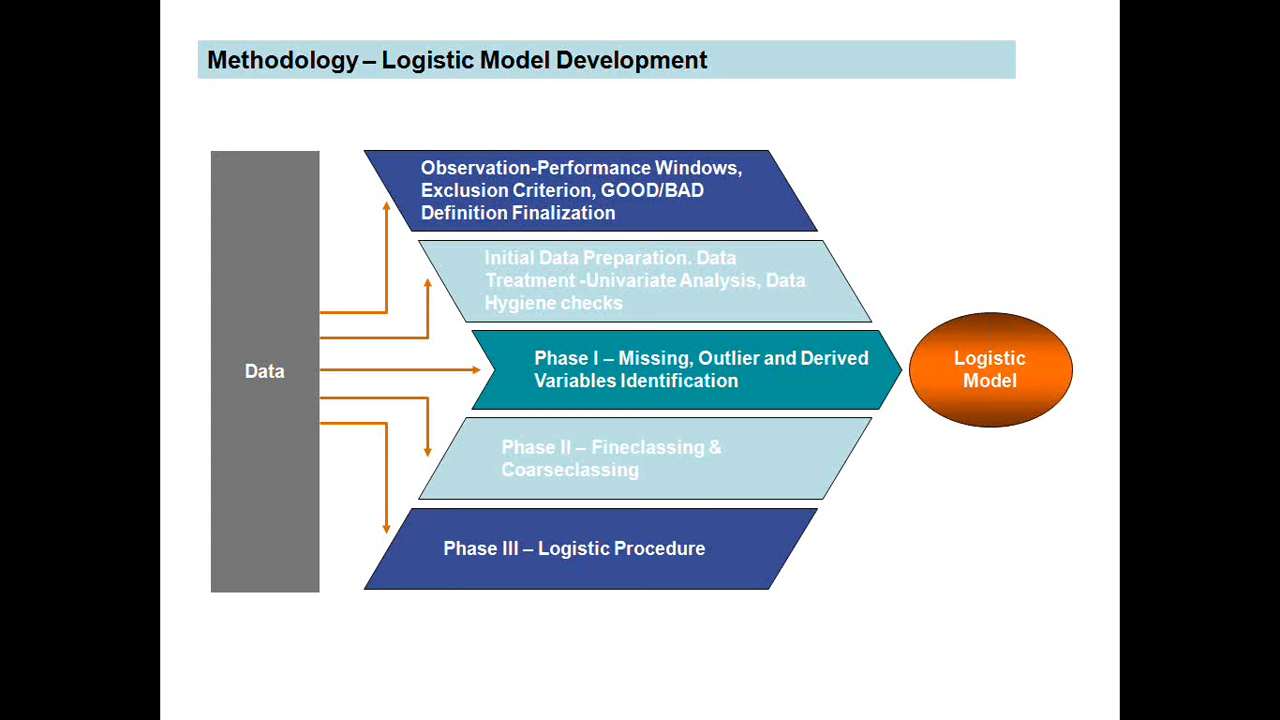 Methodology – Logistic Model Development
Observation-Performance Windows,
Exclusion Criterion, GOOD/BAD
Definition Finalization
Initial Data Preparation. Data
Treatment -Univariate Analysis, Data
Hygiene checks
Data
Phase I – Missing, Outlier and Derived
Variables Identification
Logistic
Model
Phase II – Fineclassing &
Coarseclassing
Phase III – Logistic Procedure